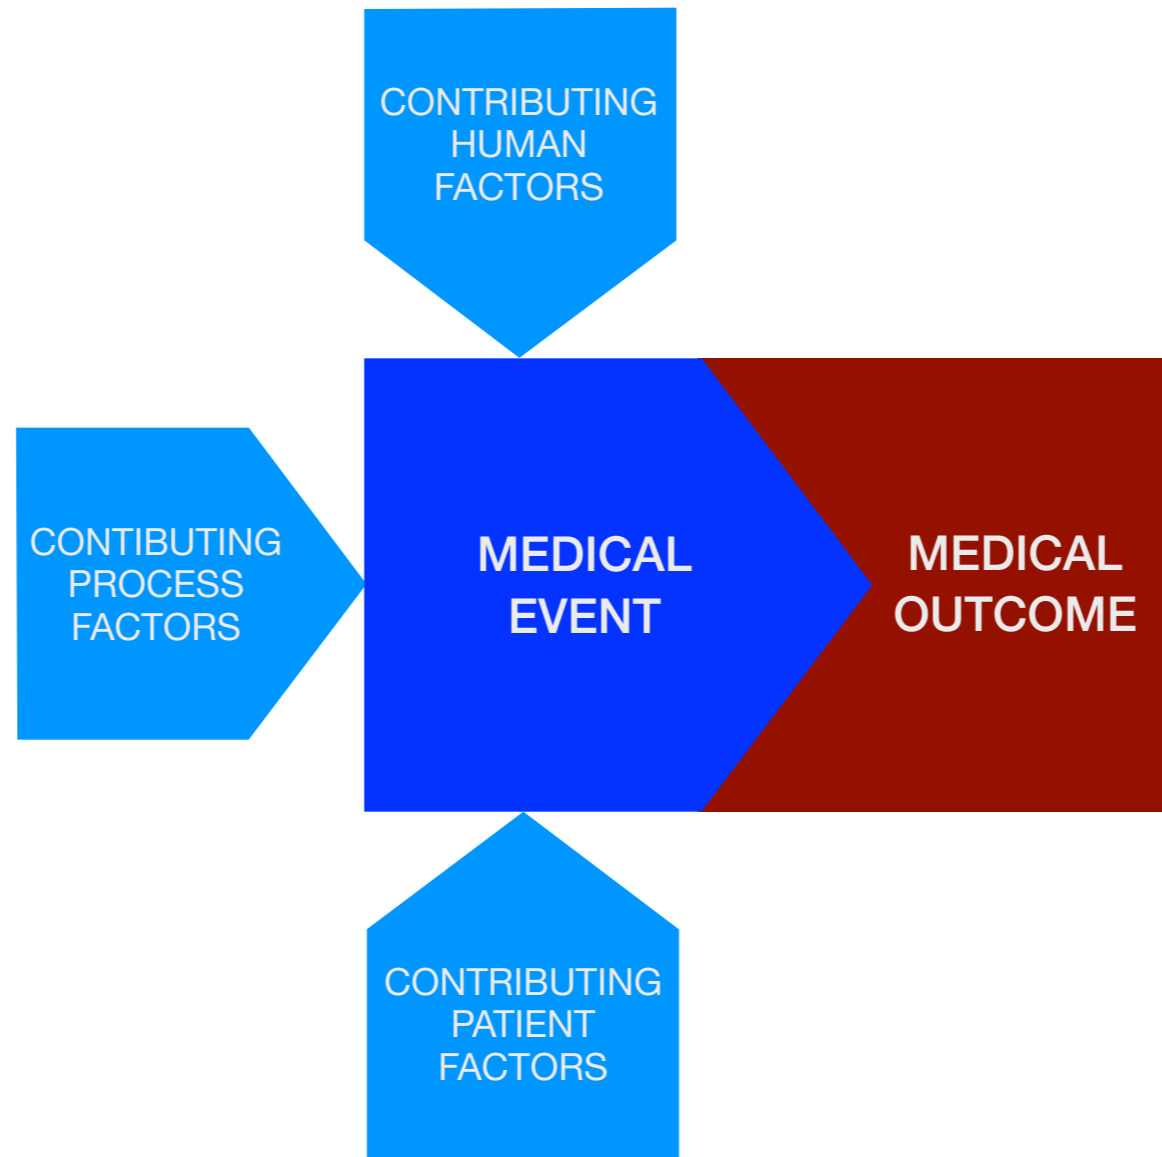 CONTRIBUTING
HUMAN
FACTORS
CONTIBUTING
PROCESS
FACTORS
MEDICAL
EVENT
MEDICAL
OUTCOME
CONTRIBUTING
PATIENT
FACTORS